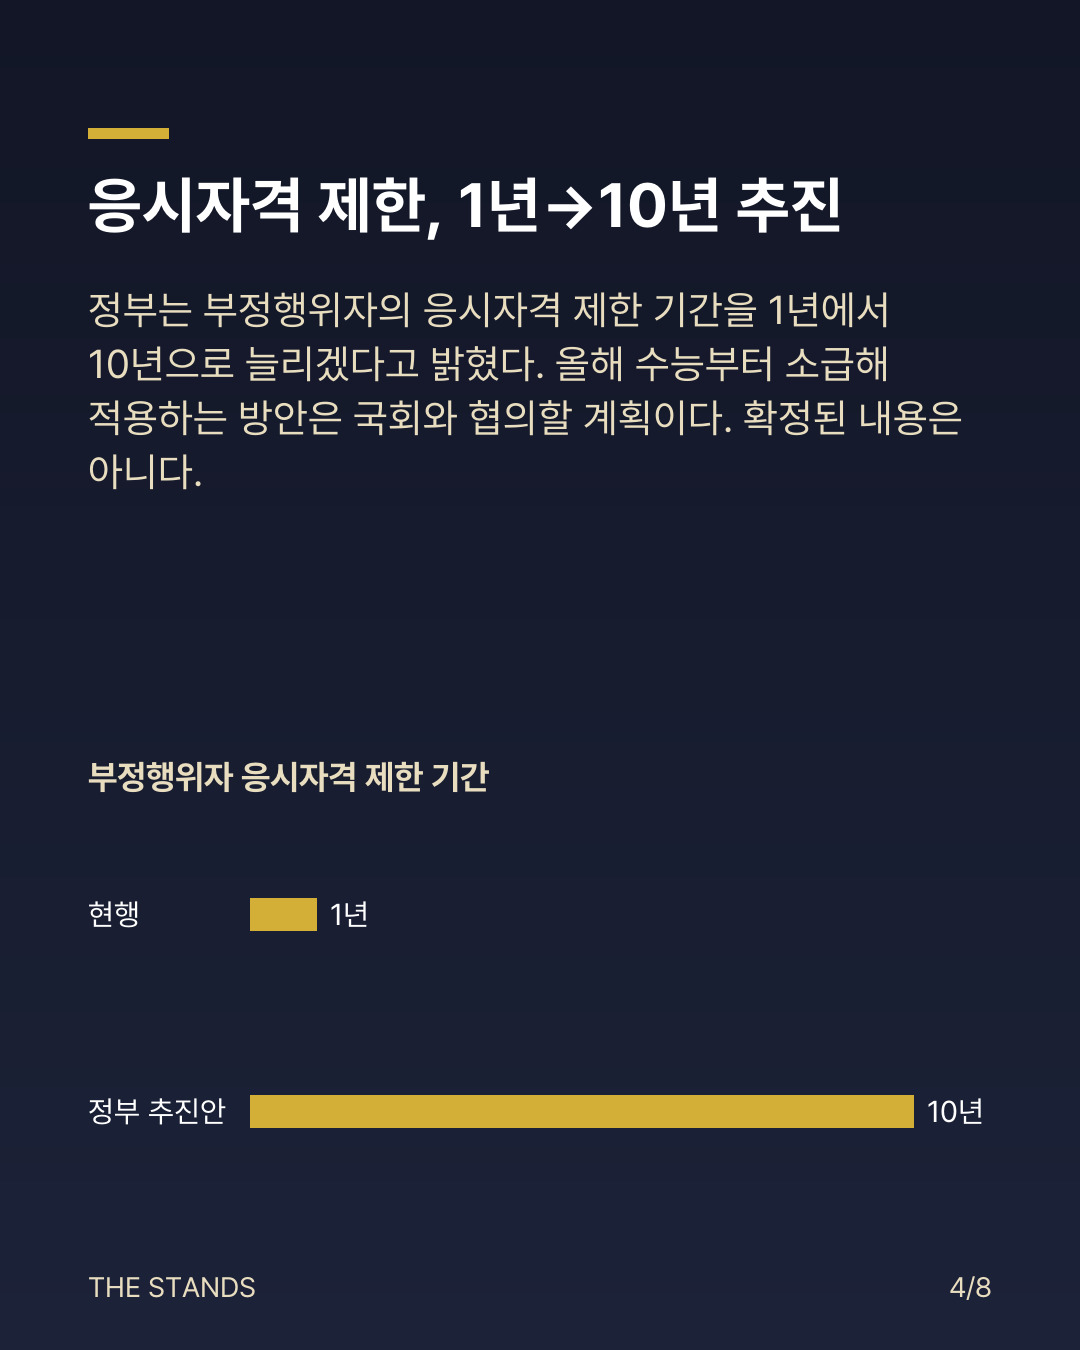 응시자격 제한, 1년→10년 추진
정부는 부정행위자의 응시자격 제한 기간을 1년에서
10년으로 늘리겠다고 밝혔다. 올해 수능부터 소급해
적용하는 방안은 국회와 협의할 계획이다. 확정된 내용은
아니다.
부정행위자 응시자격 제한 기간
현행 1년
정부 추진안 10년
THE STANDS 4/8